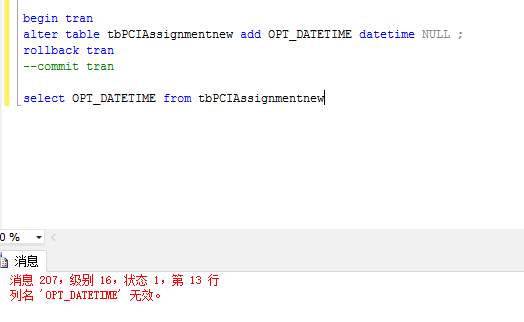 begin tran
alter table tbPCIAssignmentnew add OPT_DATETIME datetime NULL ;
rollback tran
--commit tran
select OPT_DATETIME from tbPCIAssignmentnew
0 %
消息
消息 207，级别 16，状态 1，第 13 行
列名 'OPT_DATETIME' 无效。